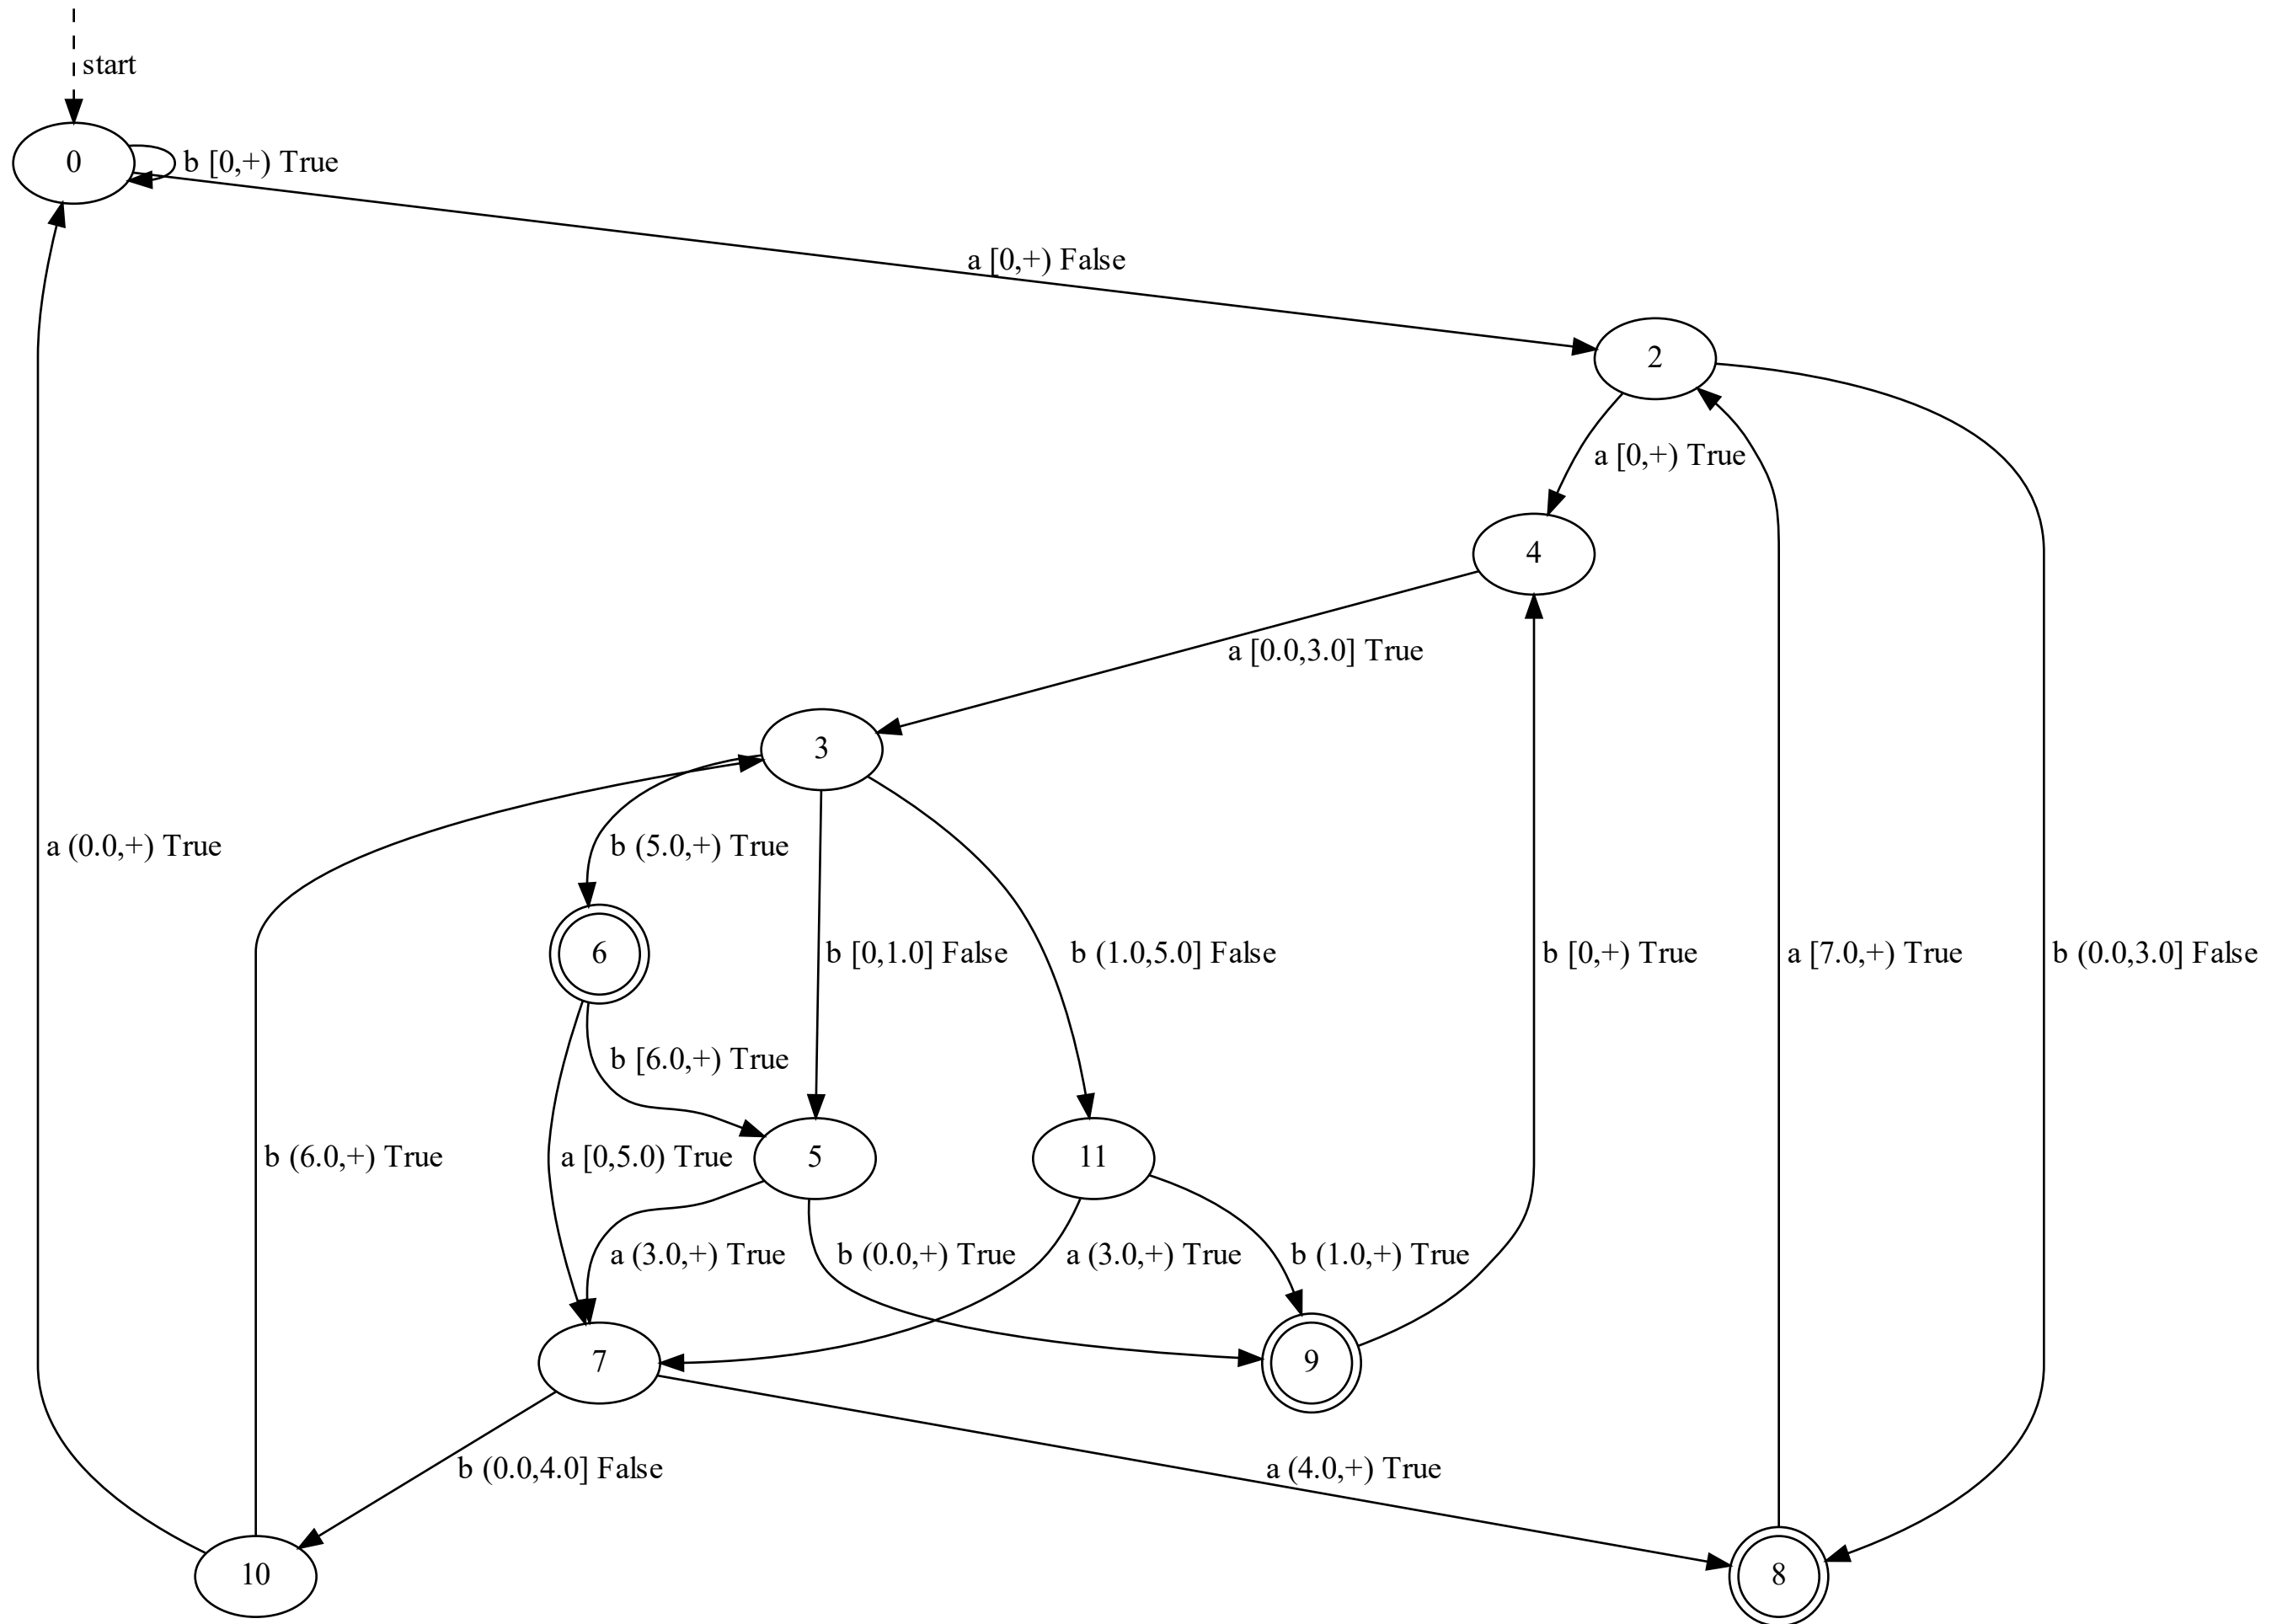 start
0
b [0,+) True
a [0,+) False
2
a [0,+) True
4
a [0.0,3.0] True
3
a (0.0,+) True
b (5.0,+) True
6
b [0,1.0] False
b (1.0,5.0] False
b [0,+) True
a [7.0,+) True
b (0.0,3.0] False
b [6.0,+) True
b (6.0,+) True
a [0,5.0) True
5
11
a (3.0,+) True
b (0.0,+) True
a (3.0,+) True
b (1.0,+) True
7
9
b (0.0,4.0] False
a (4.0,+) True
10
8